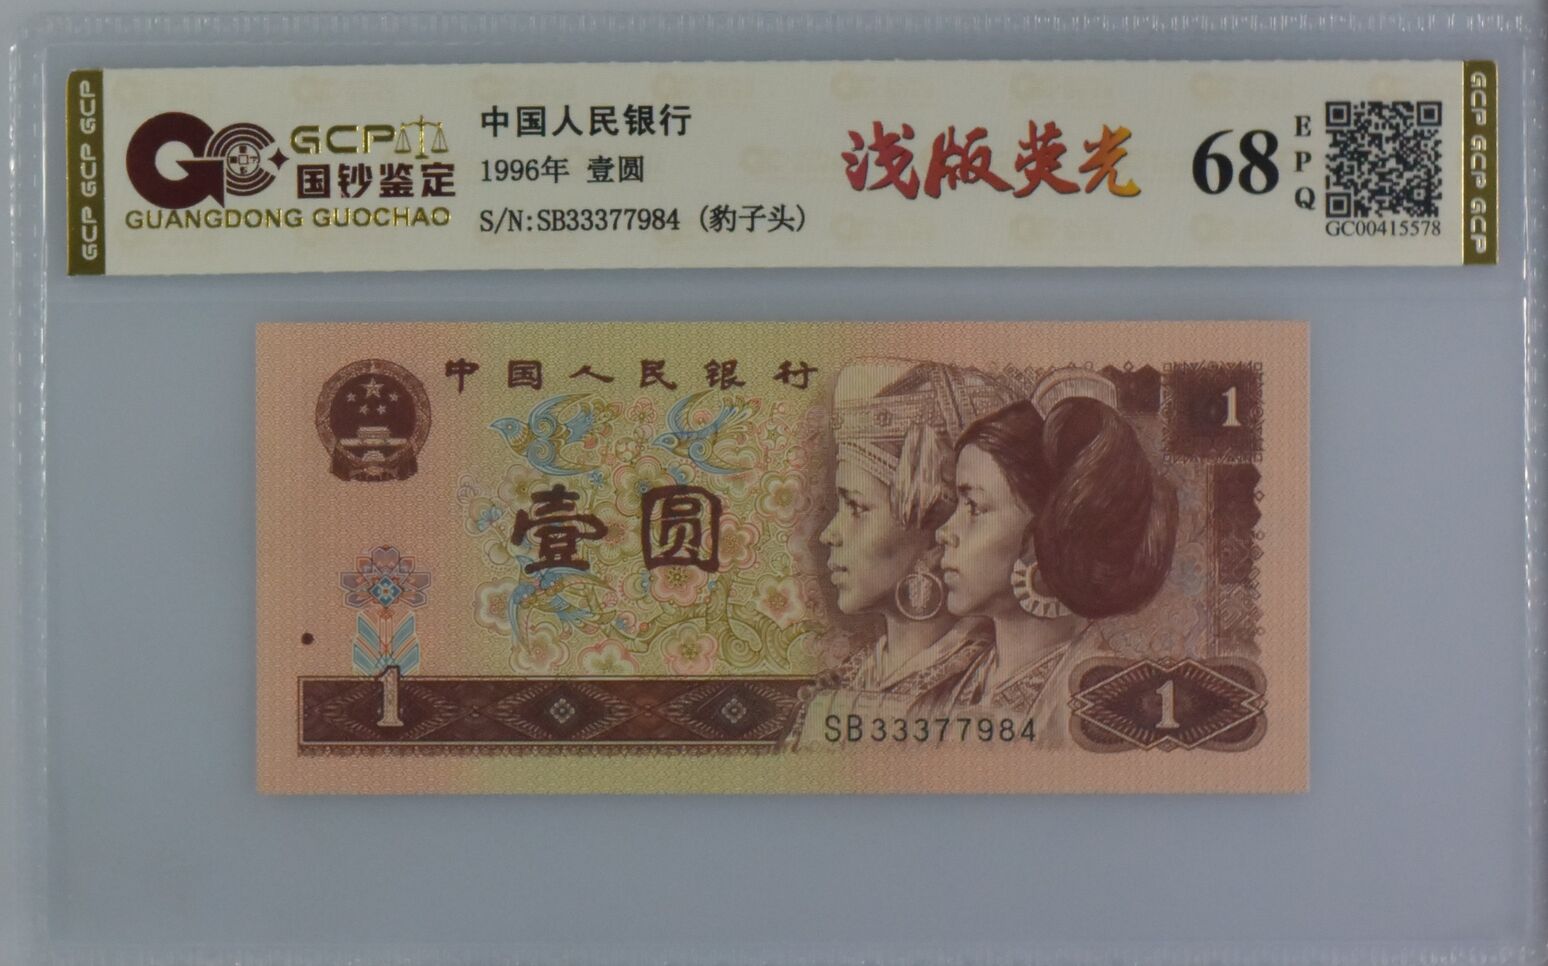 GCP GCP GCP
GCP
国钞鉴定
GUANGDONG GUOCHAO
中国人民银行
1996年 壹圆
S/N:SB33377984 (豹子头)
浅版荧光
68
EPQ
GC00415578
GCP GCP GCP
中国人民银行
1
壹圆
1
SB33377984
1